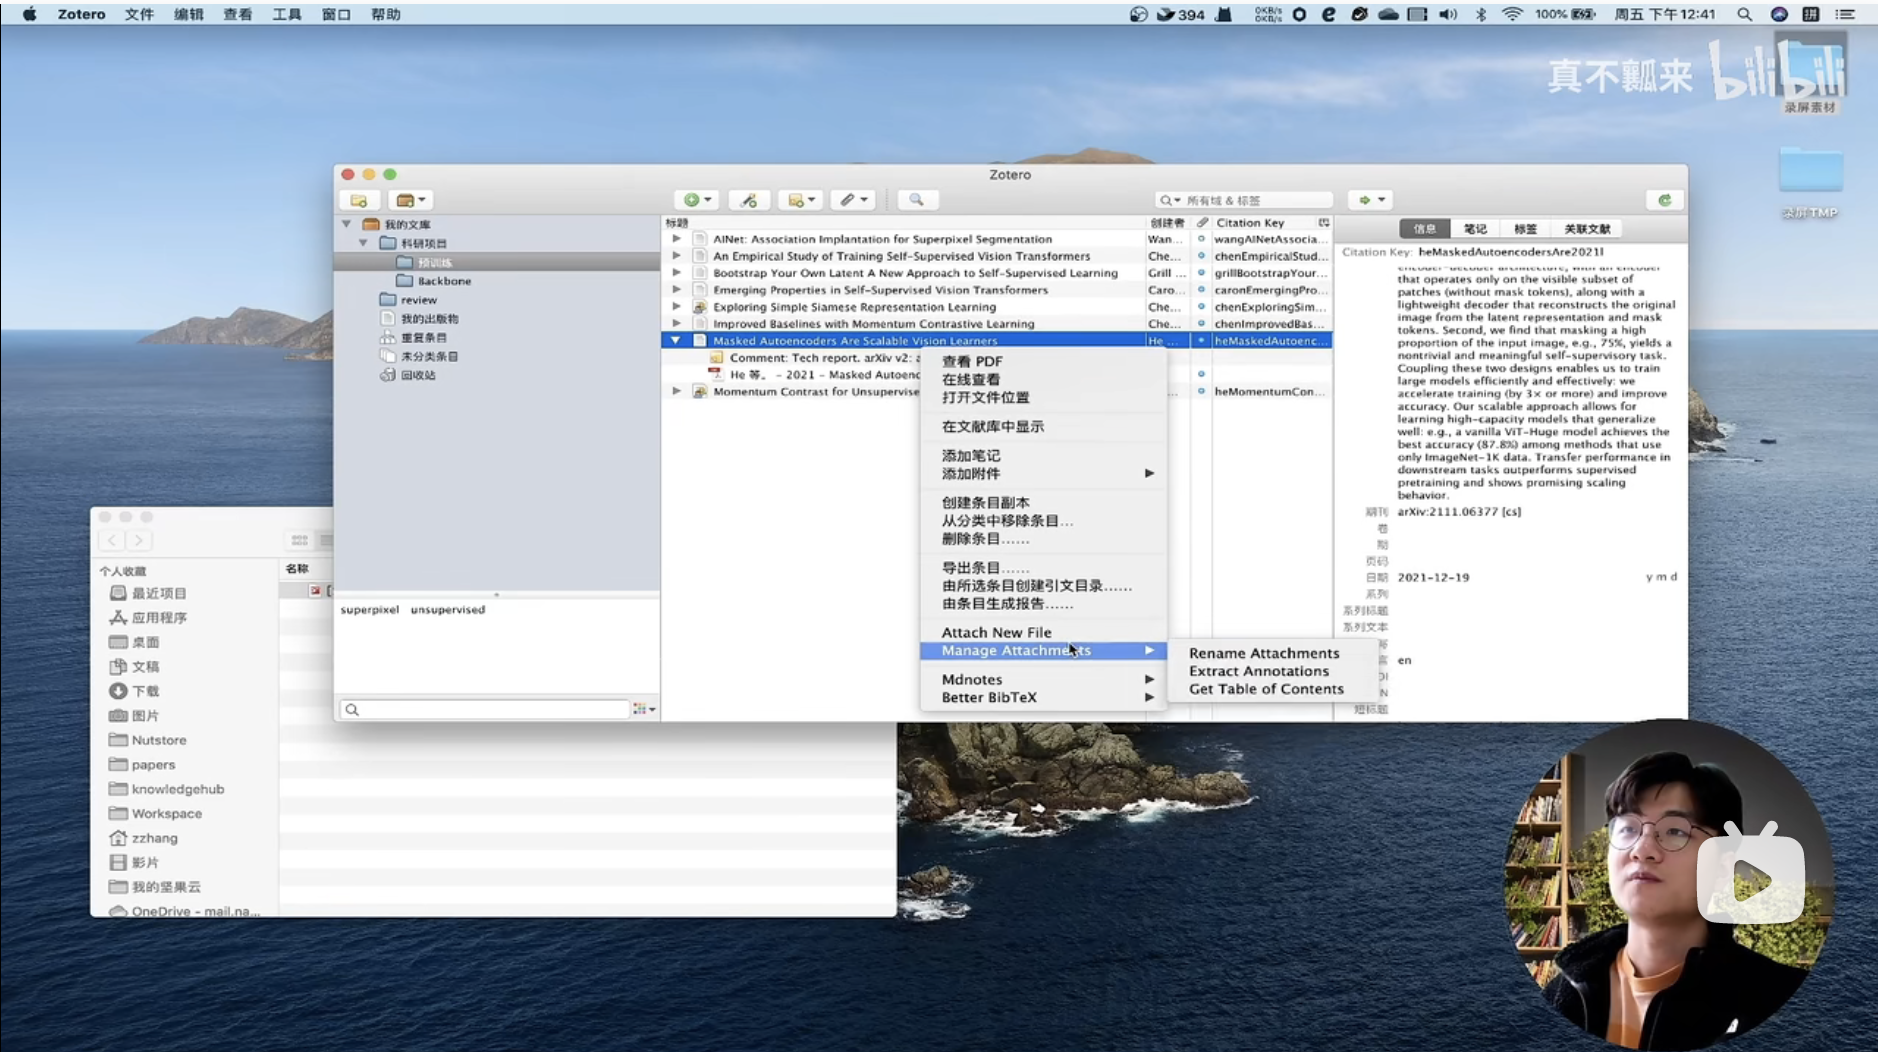 Zotero 文件 编辑 查看 工具 窗口 帮助
394
0KB/s
0KB/s
100%
周五 下午12:41
真不瓤来 bilibili
录屏素材
录屏TMP
Zotero
所有域 & 标签
我的文库
科研项目
预训练
Backbone
review
我的出版物
重复条目
未分类条目
回收站
superpixel unsupervised
标题 创建者 Citation Key
AINet: Association Implantation for Superpixel Segmentation Wan... wangAINetAssocia...
An Empirical Study of Training Self-Supervised Vision Transformers Che... chenEmpiricalStud...
Bootstrap Your Own Latent A New Approach to Self-Supervised Learning Grill ... grillBootstrapYour...
Emerging Properties in Self-Supervised Vision Transformers Caro... caronEmergingPro...
Exploring Simple Siamese Representation Learning Che... chenExploringSim...
Improved Baselines with Momentum Contrastive Learning Che... chenImprovedBas...
Masked Autoencoders Are Scalable Vision Learners He ... heMaskedAutoenc...
Comment: Tech report. arXiv v2: a
He 等。 - 2021 - Masked Autoenc
Momentum Contrast for Unsupervise ... heMomentumCon...
查看 PDF
在线查看
打开文件位置
在文献库中显示
添加笔记
添加附件
创建条目副本
从分类中移除条目...
删除条目......
导出条目......
由所选条目创建引文目录......
由条目生成报告......
Attach New File
Manage Attachments
Mdnotes
Better BibTeX
Rename Attachments
Extract Annotations
Get Table of Contents
信息 笔记 标签 关联文献
Citation Key: heMaskedAutoencodersAre2021l
encoder-decoder architecture, with an encoder
that operates only on the visible subset of
patches (without mask tokens), along with a
lightweight decoder that reconstructs the original
image from the latent representation and mask
tokens. Second, we find that masking a high
proportion of the input image, e.g., 75%, yields a
nontrivial and meaningful self-supervisory task.
Coupling these two designs enables us to train
large models efficiently and effectively: we
accelerate training (by 3× or more) and improve
accuracy. Our scalable approach allows for
learning high-capacity models that generalize
well: e.g., a vanilla ViT-Huge model achieves the
best accuracy (87.8%) among methods that use
only ImageNet-1K data. Transfer performance in
downstream tasks outperforms supervised
pretraining and shows promising scaling
behavior.
期刊 arXiv:2111.06377 [cs]
卷
期
页码
日期 2021-12-19 y m d
系列
系列标题
系列文本
en
DI
N
短标题
个人收藏
最近项目
应用程序
桌面
文稿
下载
图片
Nutstore
papers
knowledgehub
Workspace
zzhang
影片
我的坚果云
OneDrive - mail.na...
名称